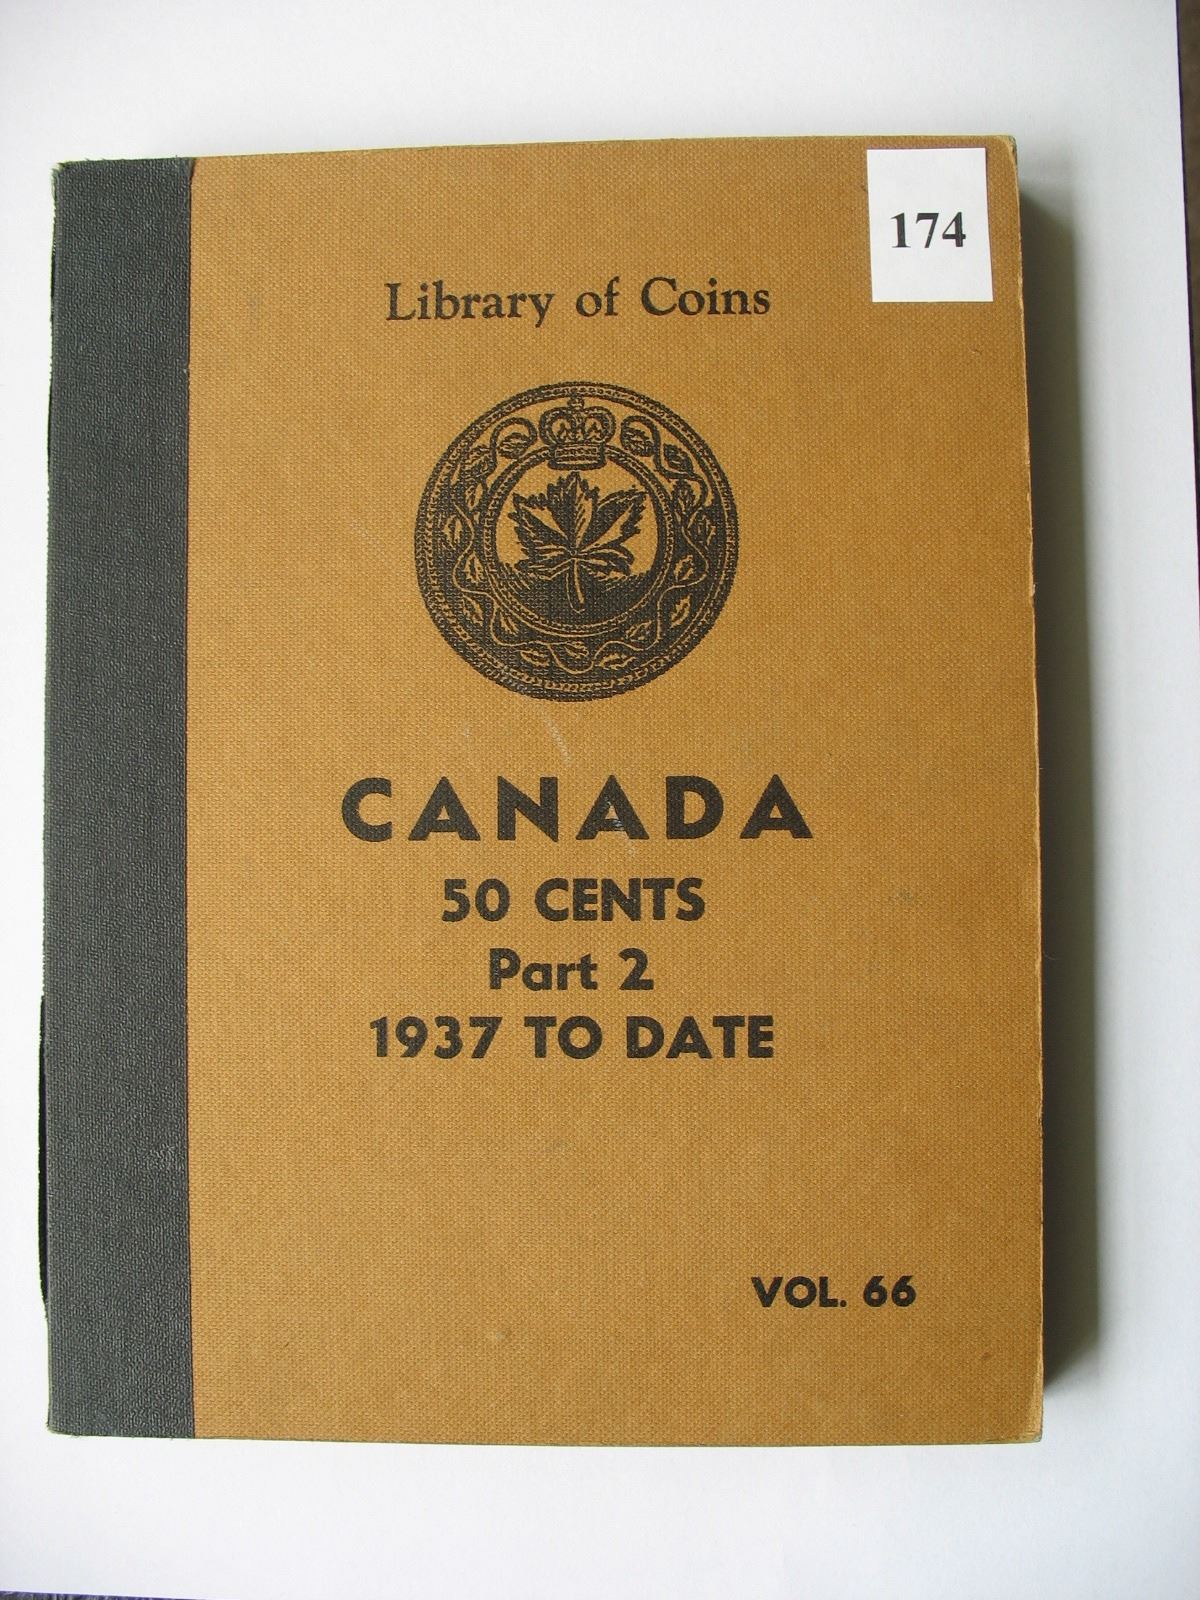 174
Library of Coins
CANADA
50 CENTS
Part 2
1937 TO DATE
VOL. 66